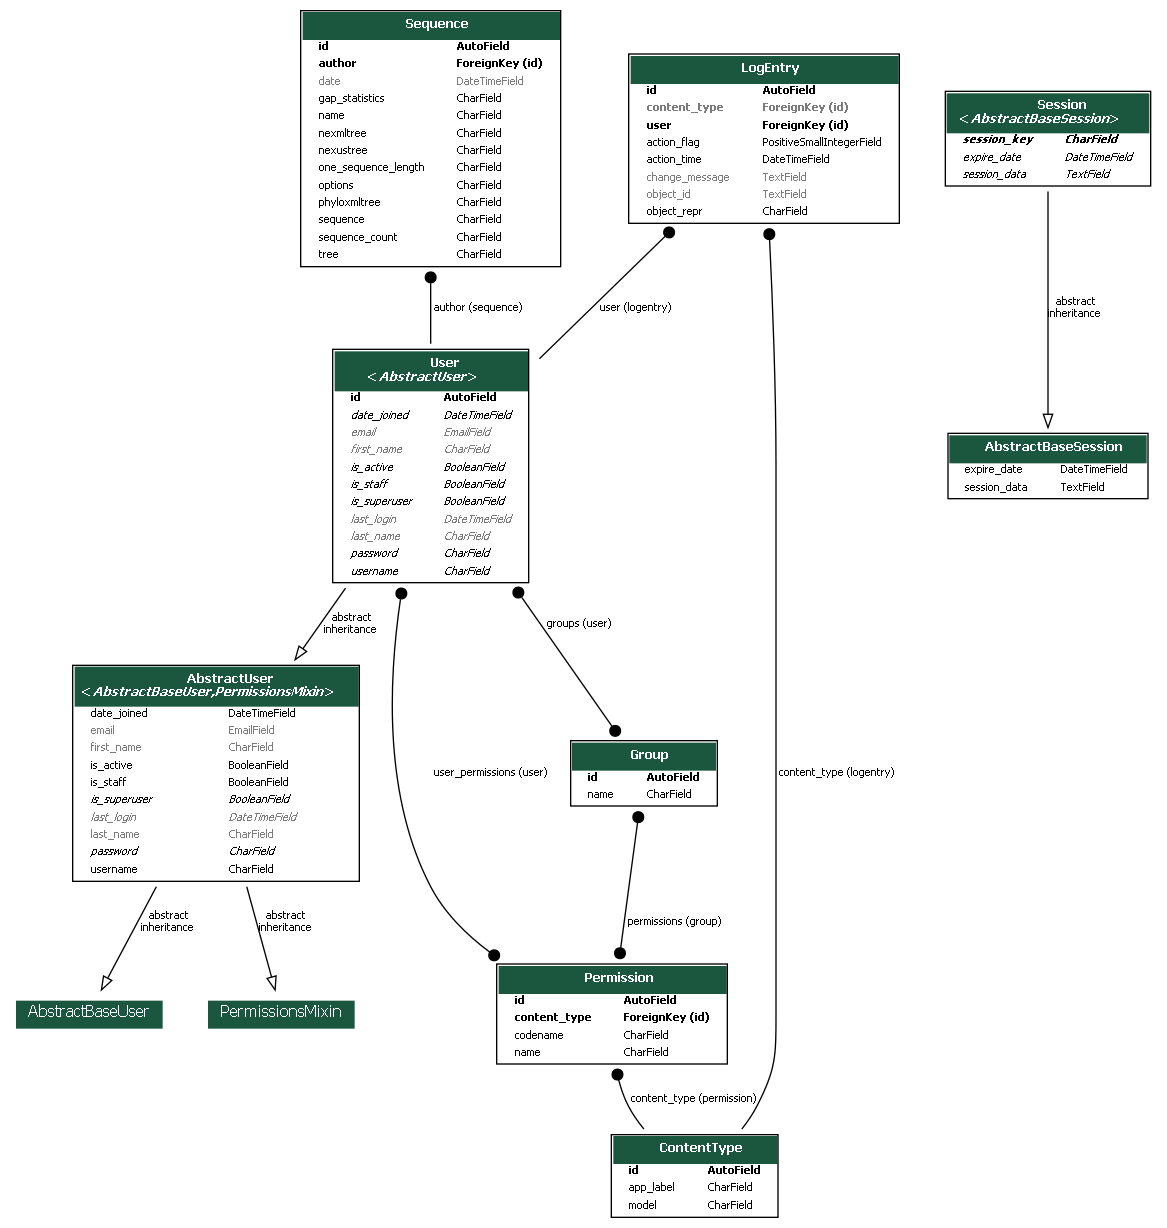 Sequence
id AutoField
author ForeignKey (id)
date DateTimeField
gap_statistics CharField
name CharField
nexmltree CharField
nexustree CharField
one_sequence_length CharField
options CharField
phyloxmltree CharField
sequence CharField
sequence_count CharField
tree CharField
LogEntry
id AutoField
content_type ForeignKey (id)
user ForeignKey (id)
action_flag PositiveSmallIntegerField
action_time DateTimeField
change_message TextField
object_id TextField
object_repr CharField
Session
<AbstractBaseSession>
session_key CharField
expire_date DateTimeField
session_data TextField
author (sequence)
user (logentry)
abstract
inheritance
User
<AbstractUser>
id AutoField
date_joined DateTimeField
email EmailField
first_name CharField
is_active BooleanField
is_staff BooleanField
is_superuser BooleanField
last_login DateTimeField
last_name CharField
password CharField
username CharField
AbstractBaseSession
expire_date DateTimeField
session_data TextField
abstract
inheritance
groups (user)
AbstractUser
<AbstractBaseUser,PermissionsMixin>
date_joined DateTimeField
email EmailField
first_name CharField
is_active BooleanField
is_staff BooleanField
is_superuser BooleanField
last_login DateTimeField
last_name CharField
password CharField
username CharField
user_permissions (user)
Group
id AutoField
name CharField
content_type (logentry)
abstract
inheritance
abstract
inheritance
permissions (group)
AbstractBaseUser
PermissionsMixin
Permission
id AutoField
content_type ForeignKey (id)
codename CharField
name CharField
content_type (permission)
ContentType
id AutoField
app_label CharField
model CharField